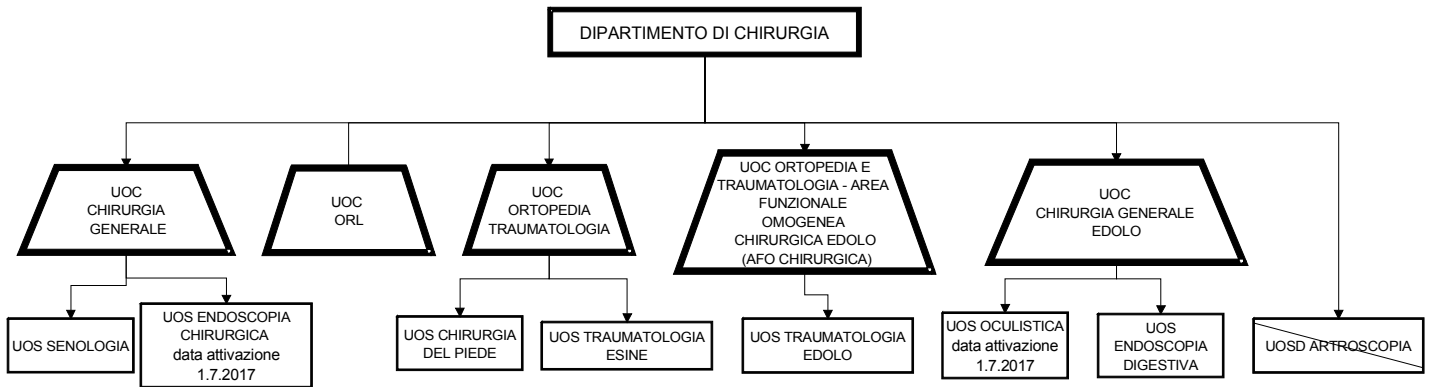 DIPARTIMENTO DI CHIRURGIA
UOC
CHIRURGIA
GENERALE
UOC
ORL
UOC
ORTOPEDIA
TRAUMATOLOGIA
UOC ORTOPEDIA E
TRAUMATOLOGIA - AREA
FUNZIONALE
OMOGENEA
CHIRURGICA EDOLO
(AFO CHIRURGICA)
UOC
CHIRURGIA GENERALE
EDOLO
UOS SENOLOGIA
UOS ENDOSCOPIA
CHIRURGICA
data attivazione
1.7.2017
UOS CHIRURGIA
DEL PIEDE
UOS TRAUMATOLOGIA
ESINE
UOS TRAUMATOLOGIA
EDOLO
UOS OCULISTICA
data attivazione
1.7.2017
UOS
ENDOSCOPIA
DIGESTIVA
UOSD ARTROSCOPIA